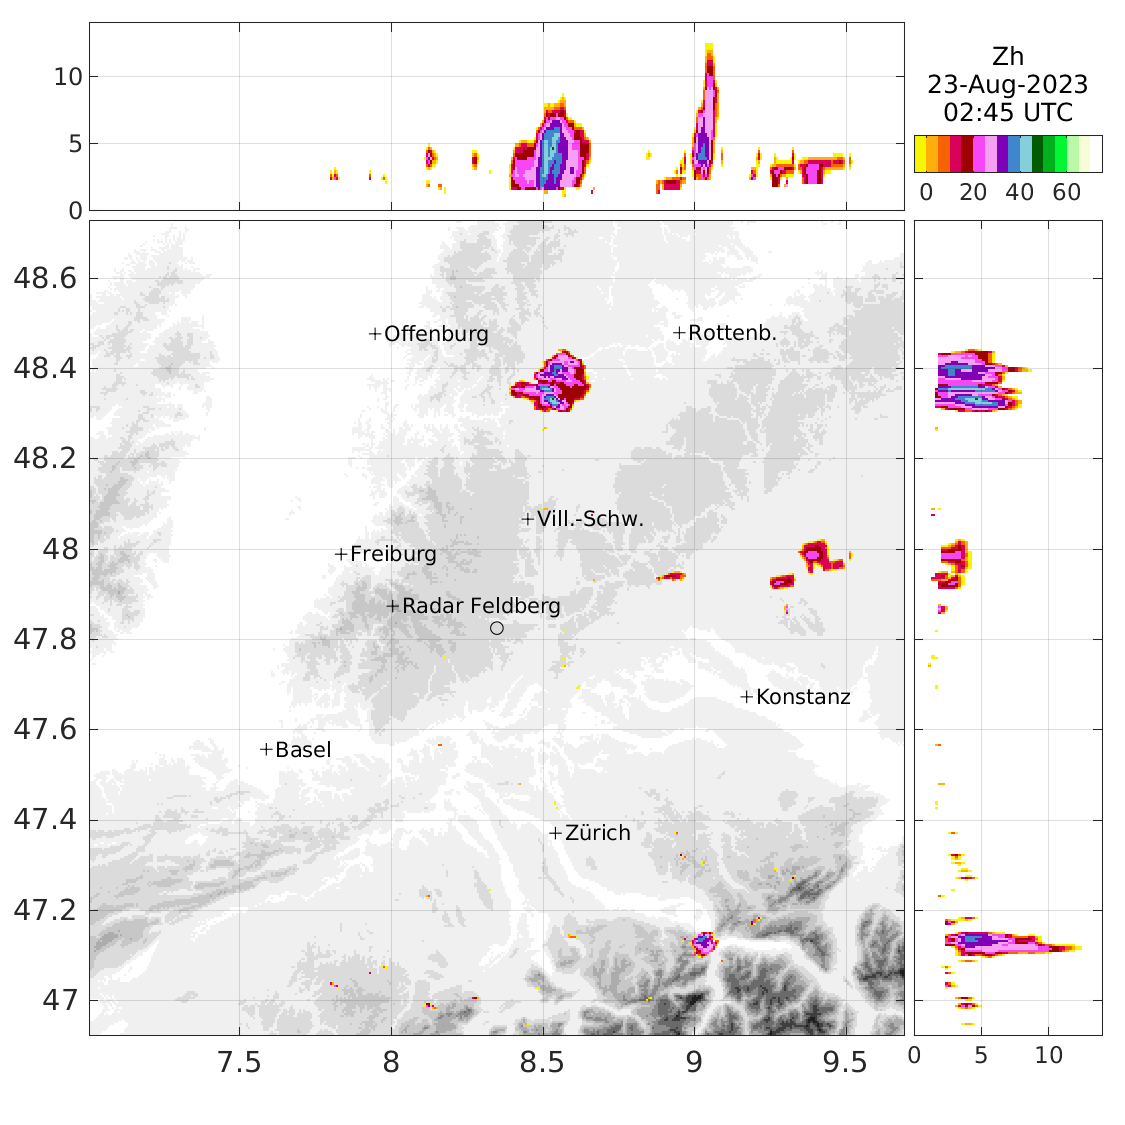 Zh
23-Aug-2023
02:45 UTC
0 20 40 60
10
5
0
48.6
48.4
48.2
48
47.8
47.6
47.4
47.2
47
+Offenburg
+Rottenb.
+Vill.-Schw.
+Freiburg
+Radar Feldberg
+Konstanz
+Basel
+Zürich
7.5 8 8.5 9 9.5
0 5 10